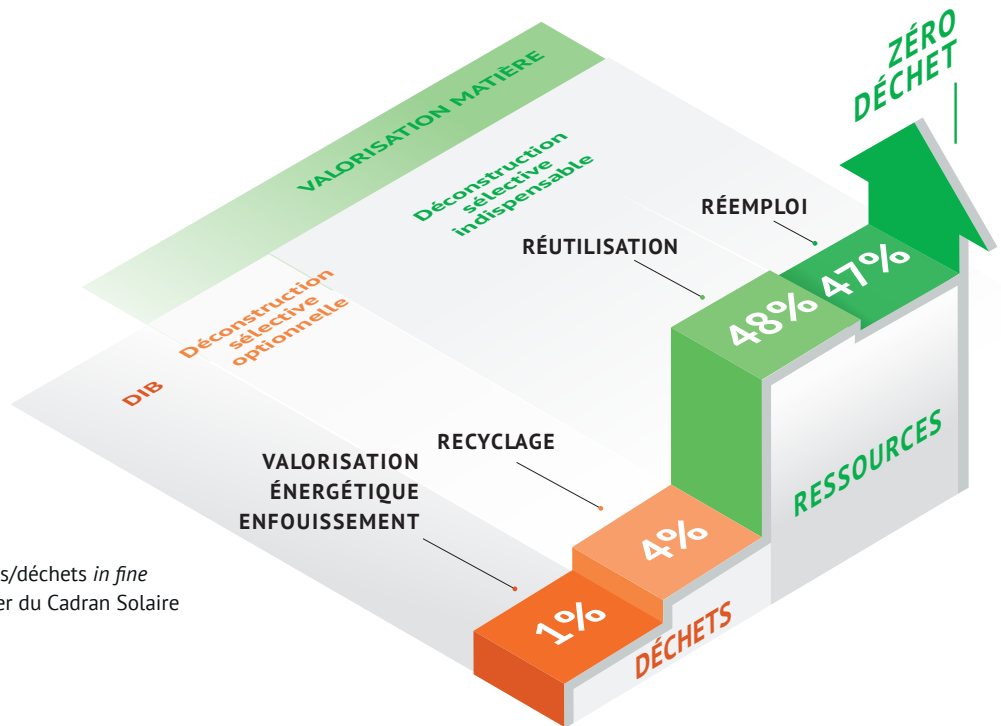 ZÉRO
DÉCHET
VALORISATION MATIÈRE
Déconstruction
sélective
indispensable
RÉEMPLOI
RÉUTILISATION
47%
48%
Déconstruction
sélective
optionnelle
DIB
RECYCLAGE
VALORISATION
ÉNERGÉTIQUE
ENFOUISSEMENT
RESSOURCES
4%
1%
DÉCHETS
s/déchets in fine
er du Cadran Solaire